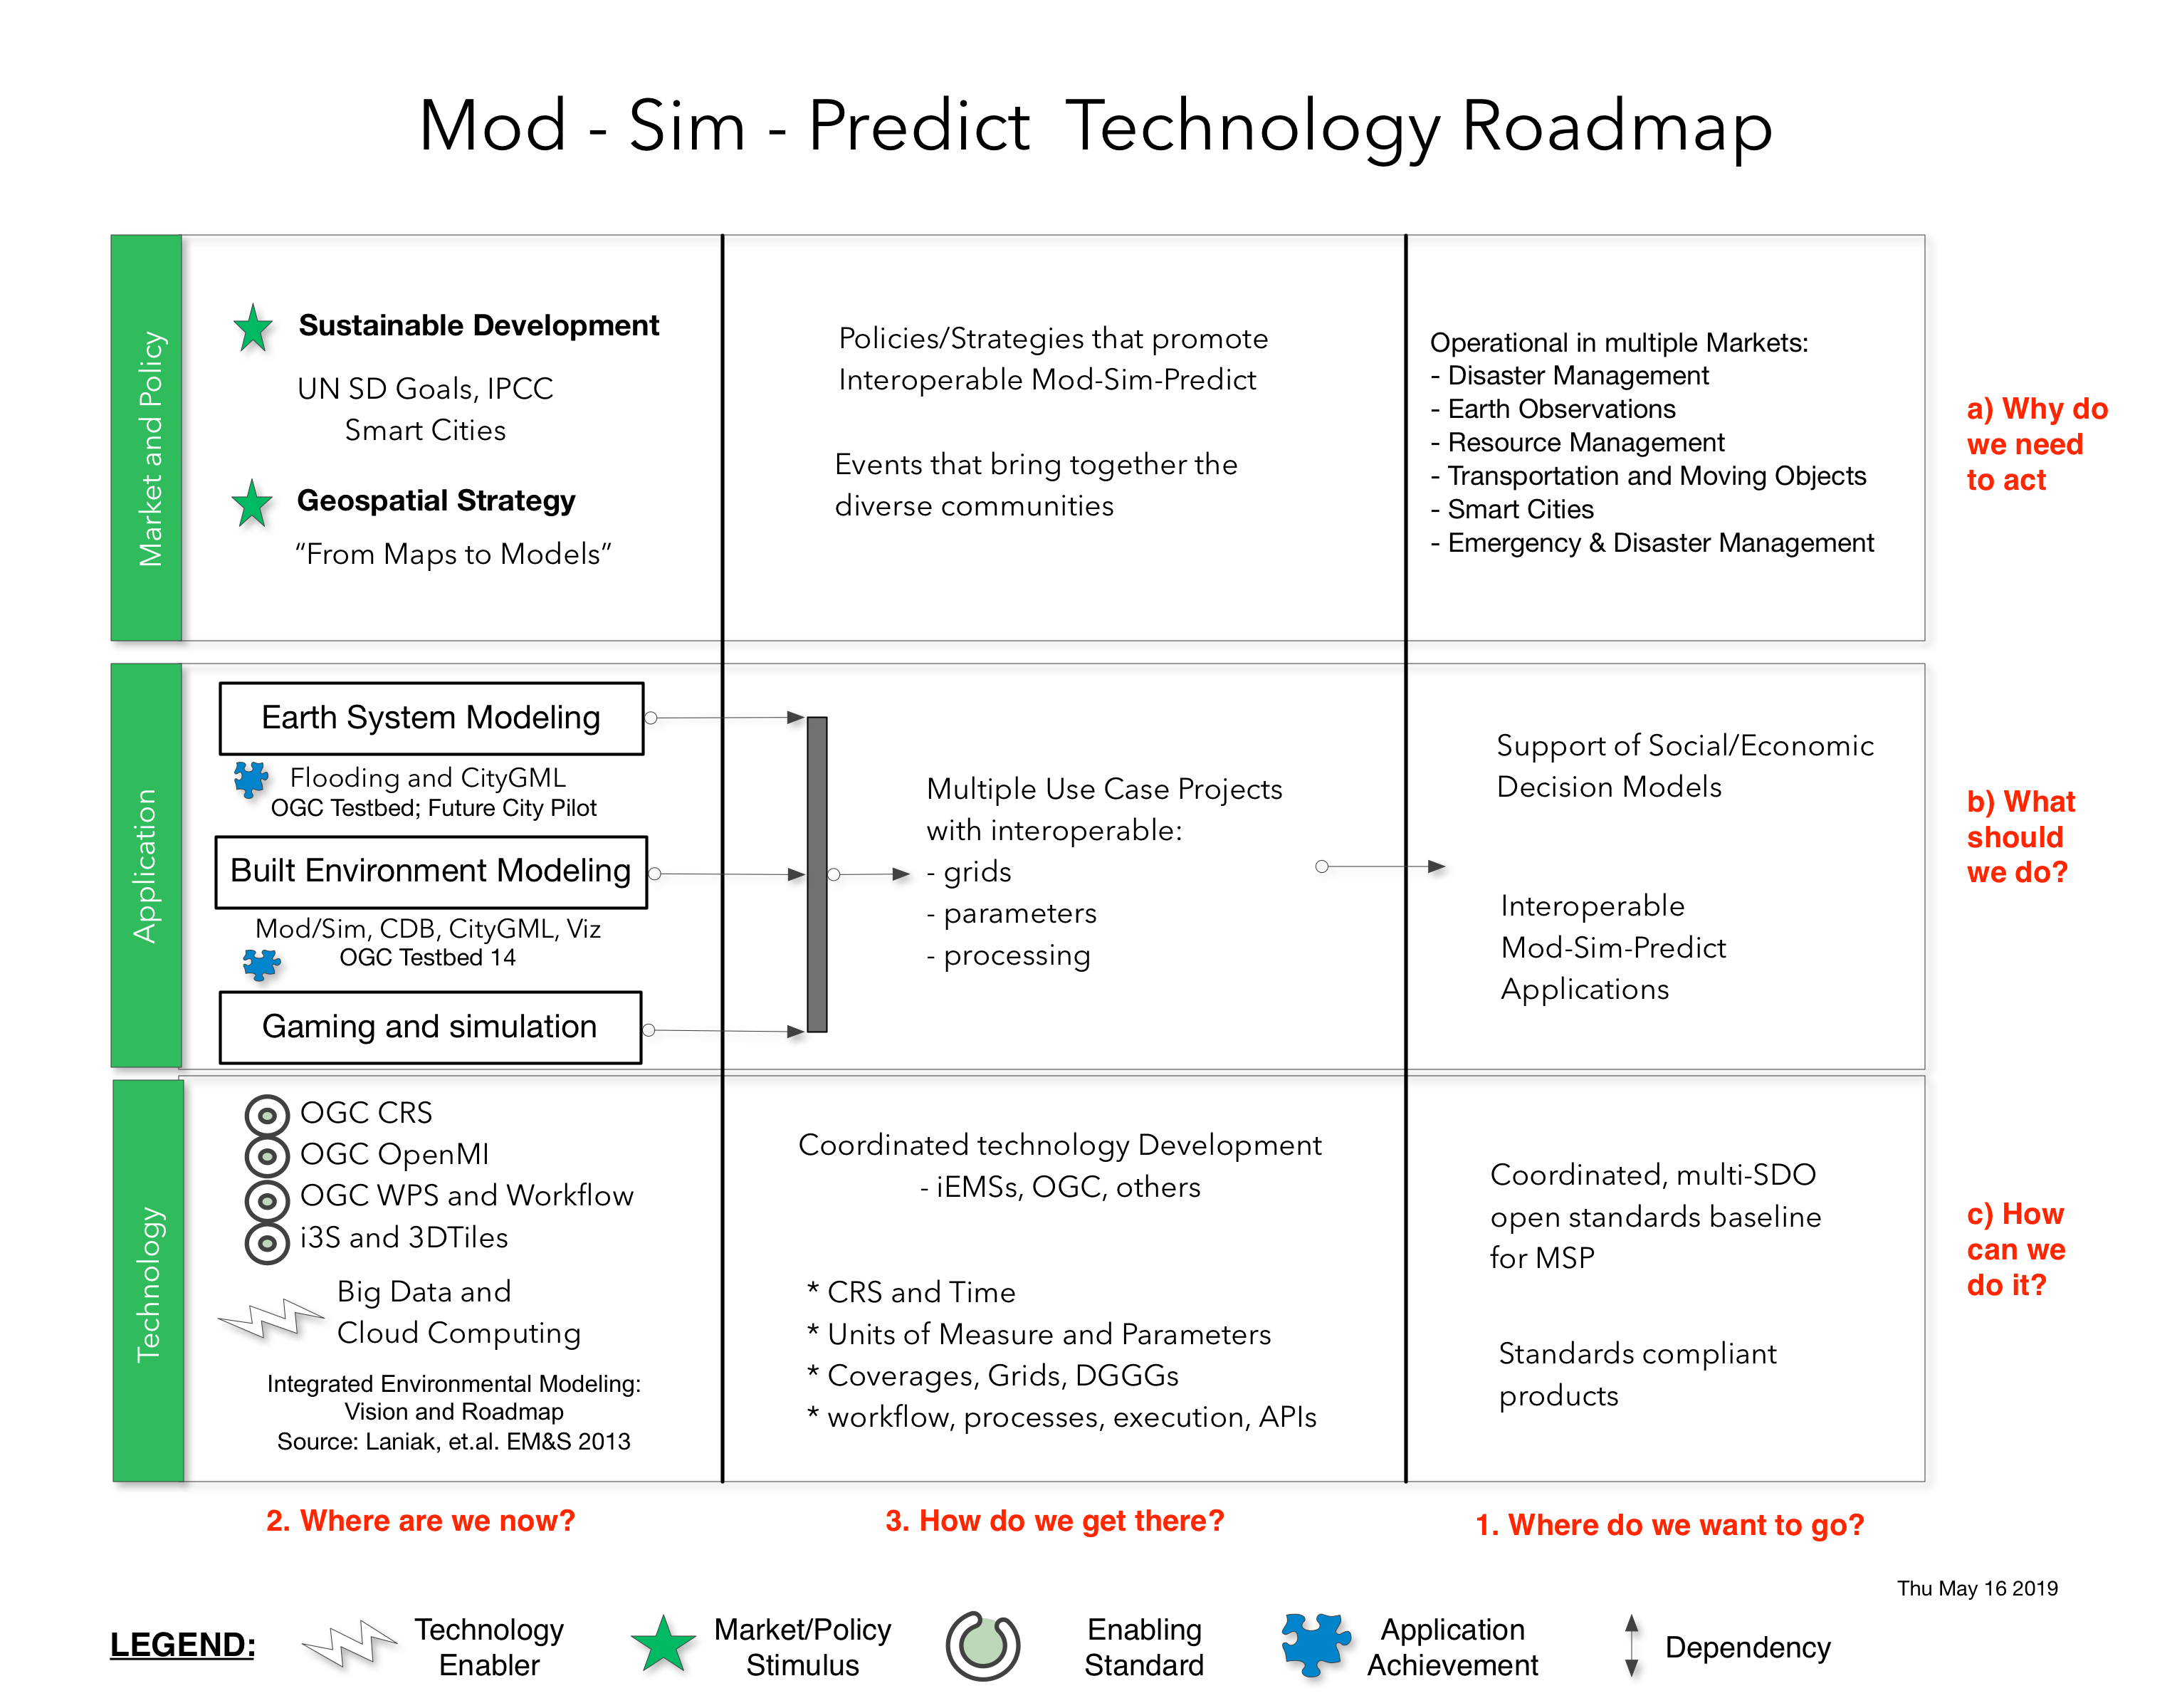 Mod - Sim - Predict Technology Roadmap
Market and Policy
Sustainable Development
UN SD Goals, IPCC
Smart Cities
Geospatial Strategy
“From Maps to Models”
Policies/Strategies that promote
Interoperable Mod-Sim-Predict
Events that bring together the
diverse communities
Operational in multiple Markets:
- Disaster Management
- Earth Observations
- Resource Management
- Transportation and Moving Objects
- Smart Cities
- Emergency & Disaster Management
a) Why do
we need
to act
Application
Earth System Modeling
Flooding and CityGML
OGC Testbed; Future City Pilot
Built Environment Modeling
Mod/Sim, CDB, CityGML, Viz
OGC Testbed 14
Gaming and simulation
Multiple Use Case Projects
with interoperable:
- grids
- parameters
- processing
Support of Social/Economic
Decision Models
Interoperable
Mod-Sim-Predict
Applications
b) What
should
we do?
Technology
OGC CRS
OGC OpenMI
OGC WPS and Workflow
i3S and 3DTiles
Big Data and
Cloud Computing
Integrated Environmental Modeling:
Vision and Roadmap
Source: Laniak, et.al. EM&S 2013
Coordinated technology Development
- iEMSs, OGC, others
* CRS and Time
* Units of Measure and Parameters
* Coverages, Grids, DGGGs
* workflow, processes, execution, APIs
Coordinated, multi-SDO
open standards baseline
for MSP
Standards compliant
products
c) How
can we
do it?
2. Where are we now?
3. How do we get there?
1. Where do we want to go?
Thu May 16 2019
LEGEND:
Technology
Enabler
Market/Policy
Stimulus
Enabling
Standard
Application
Achievement
Dependency